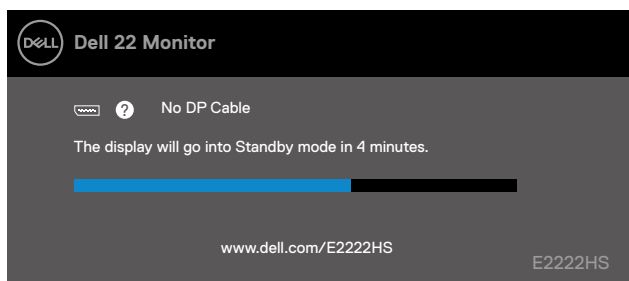 DELL Dell 22 Monitor
? No DP Cable
The display will go into Standby mode in 4 minutes.
www.dell.com/E2222HS
E2222HS